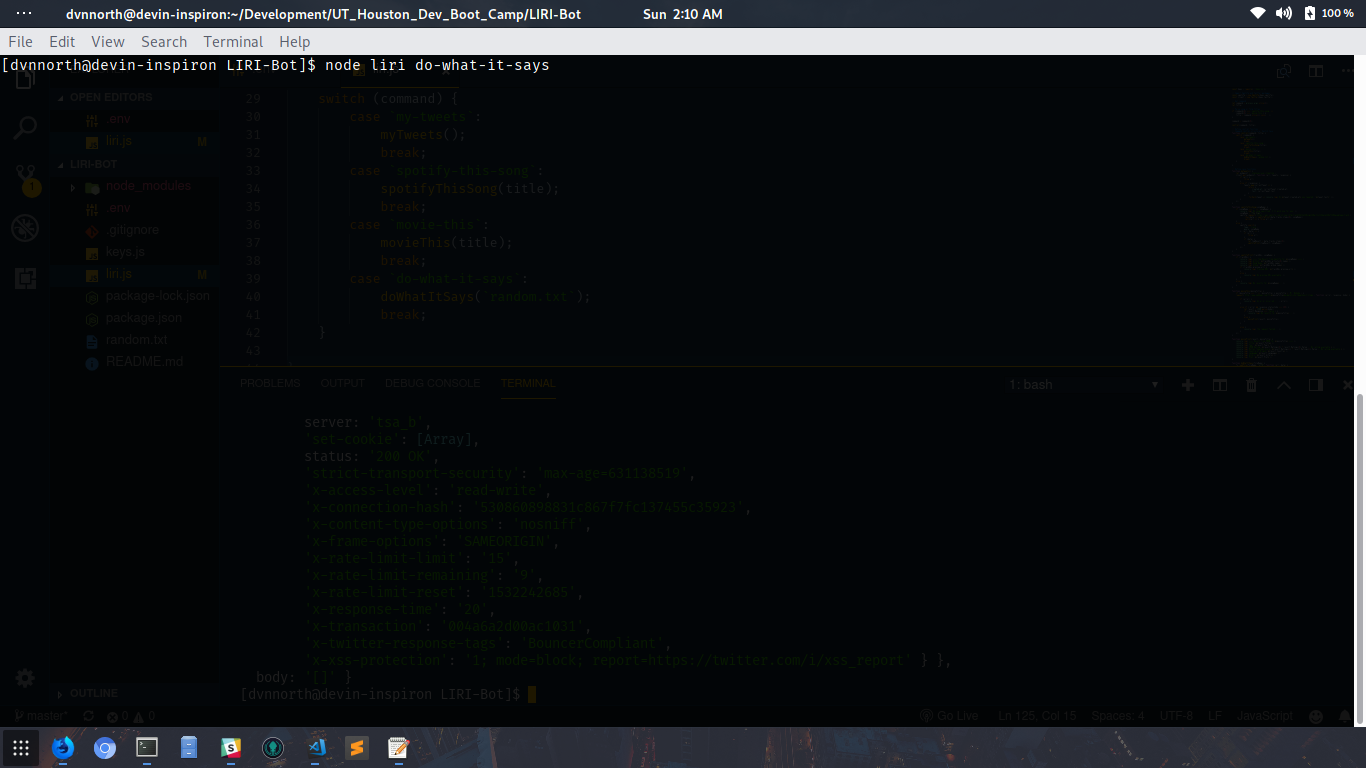 dvnnorth@devin-inspiron:~/Development/UT_Houston_Dev_Boot_Camp/LIRI-Bot
Sun 2:10 AM
100 %
File Edit View Search Terminal Help
[dvnnorth@devin-inspiron LIRI-Bot]$ node liri do-what-it-says
OPEN EDITORS
.env
liri.js M
LIRI-BOT
node_modules
.env
.gitignore
keys.js
liri.js M
package-lock.json
package.json
random.txt
README.md
OUTLINE
29 switch (command) {
30 case `my-tweets`:
31 myTweets();
32 break;
33 case `spotify-this-song`:
34 spotifyThisSong(title);
35 break;
36 case `movie-this`:
37 movieThis(title);
38 break;
39 case `do-what-it-says`:
40 doWhatItSays(`random.txt`);
41 break;
42 }
43
PROBLEMS OUTPUT DEBUG CONSOLE TERMINAL 1: bash
server: 'tsa_b',
'set-cookie': [Array],
status: '200 OK',
'strict-transport-security': 'max-age=631138519',
'x-access-level': 'read-write',
'x-connection-hash': '530860898831c867f7fc137455c35923',
'x-content-type-options': 'nosniff',
'x-frame-options': 'SAMEORIGIN',
'x-rate-limit-limit': '15',
'x-rate-limit-remaining': '9',
'x-rate-limit-reset': '1532242685',
'x-response-time': '20',
'x-transaction': '004a6a2d00ac1031',
'x-twitter-response-tags': 'BouncerCompliant',
'x-xss-protection': '1; mode=block; report=https://twitter.com/i/xss_report' } },
body: '[]' }
[dvnnorth@devin-inspiron LIRI-Bot]$
master* 0 0 Go Live Ln 125, Col 15 Spaces: 4 UTF-8 LF JavaScript